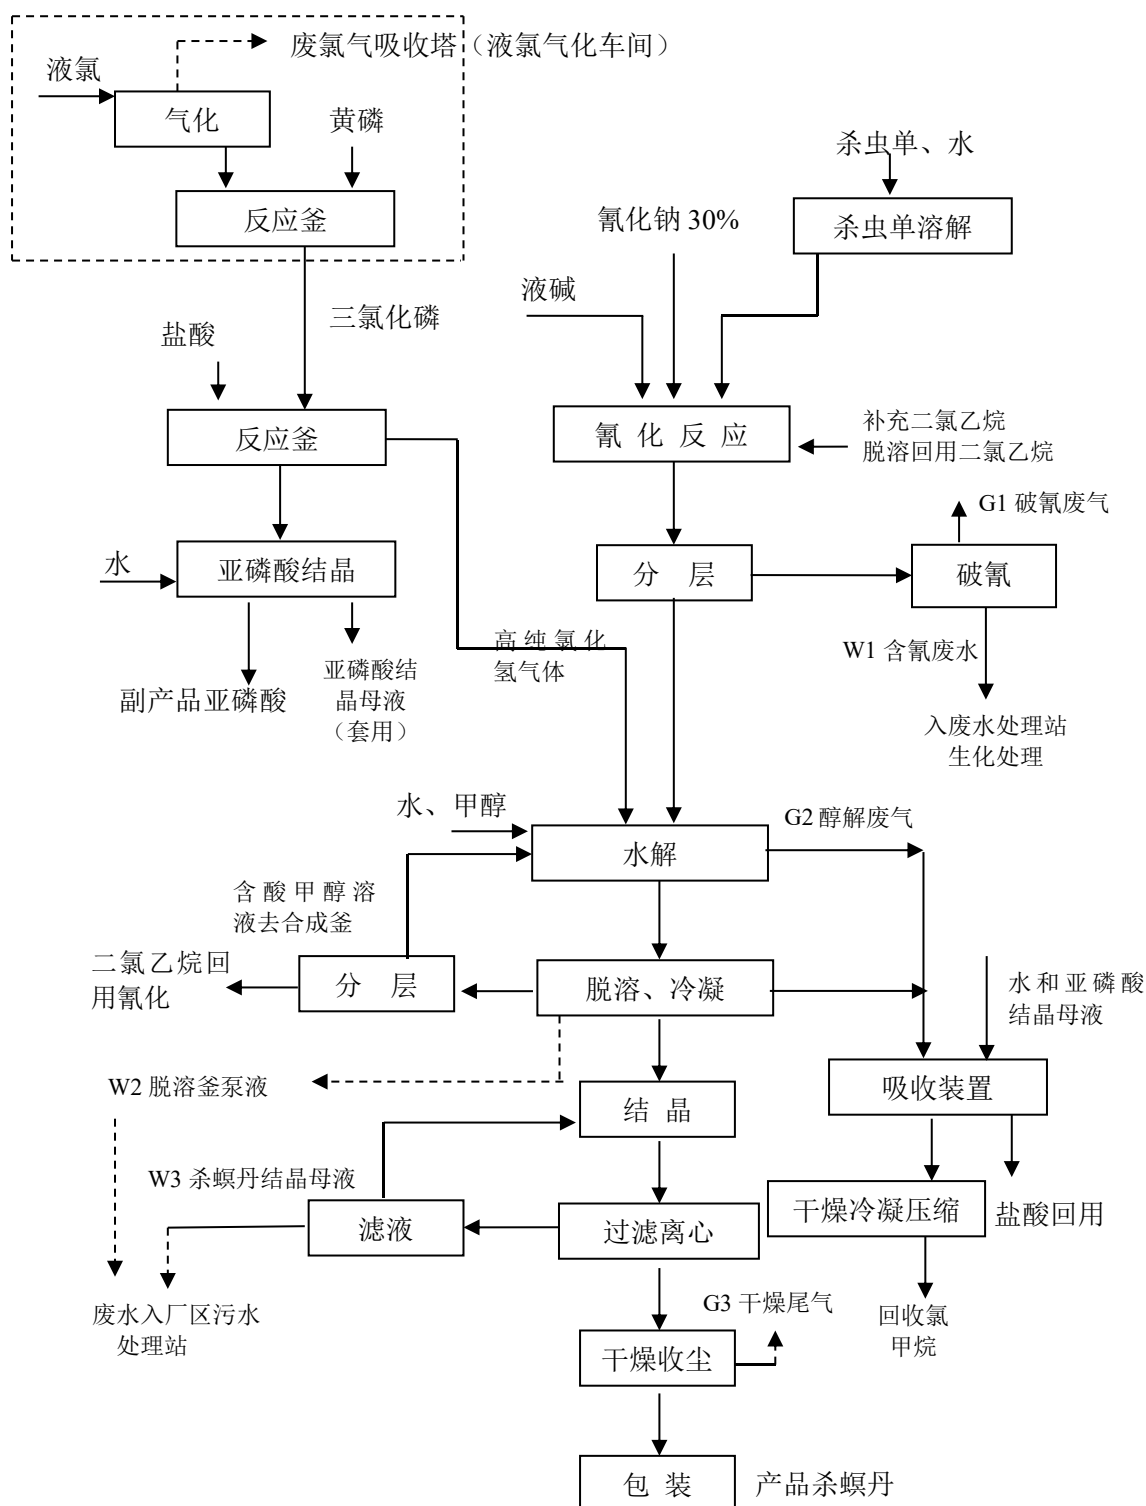 废氯气吸收塔（液氯气化车间）
液氯
气化
黄磷
反应釜
杀虫单、水
氰化钠 30%
杀虫单溶解
液碱
三氯化磷
盐酸
反应釜
氰 化 反 应
补充二氯乙烷
脱溶回用二氯乙烷
G1 破氰废气
水
亚磷酸结晶
分 层
破氰
高 纯 氯 化
氢气体
W1 含氰废水
亚磷酸结
晶母液
（套用）
副产品亚磷酸
入废水处理站
生化处理
水、甲醇
G2 醇解废气
水解
含 酸 甲 醇 溶
液去合成釜
二氯乙烷回
用氰化
分 层
脱溶、冷凝
水 和 亚 磷 酸
结晶母液
W2 脱溶釜泵液
结 晶
吸收装置
W3 杀螟丹结晶母液
滤液
过滤离心
干燥冷凝压缩
盐酸回用
废水入厂区污水
处理站
G3 干燥尾气
回收氯
甲烷
干燥收尘
包 装
产品杀螟丹